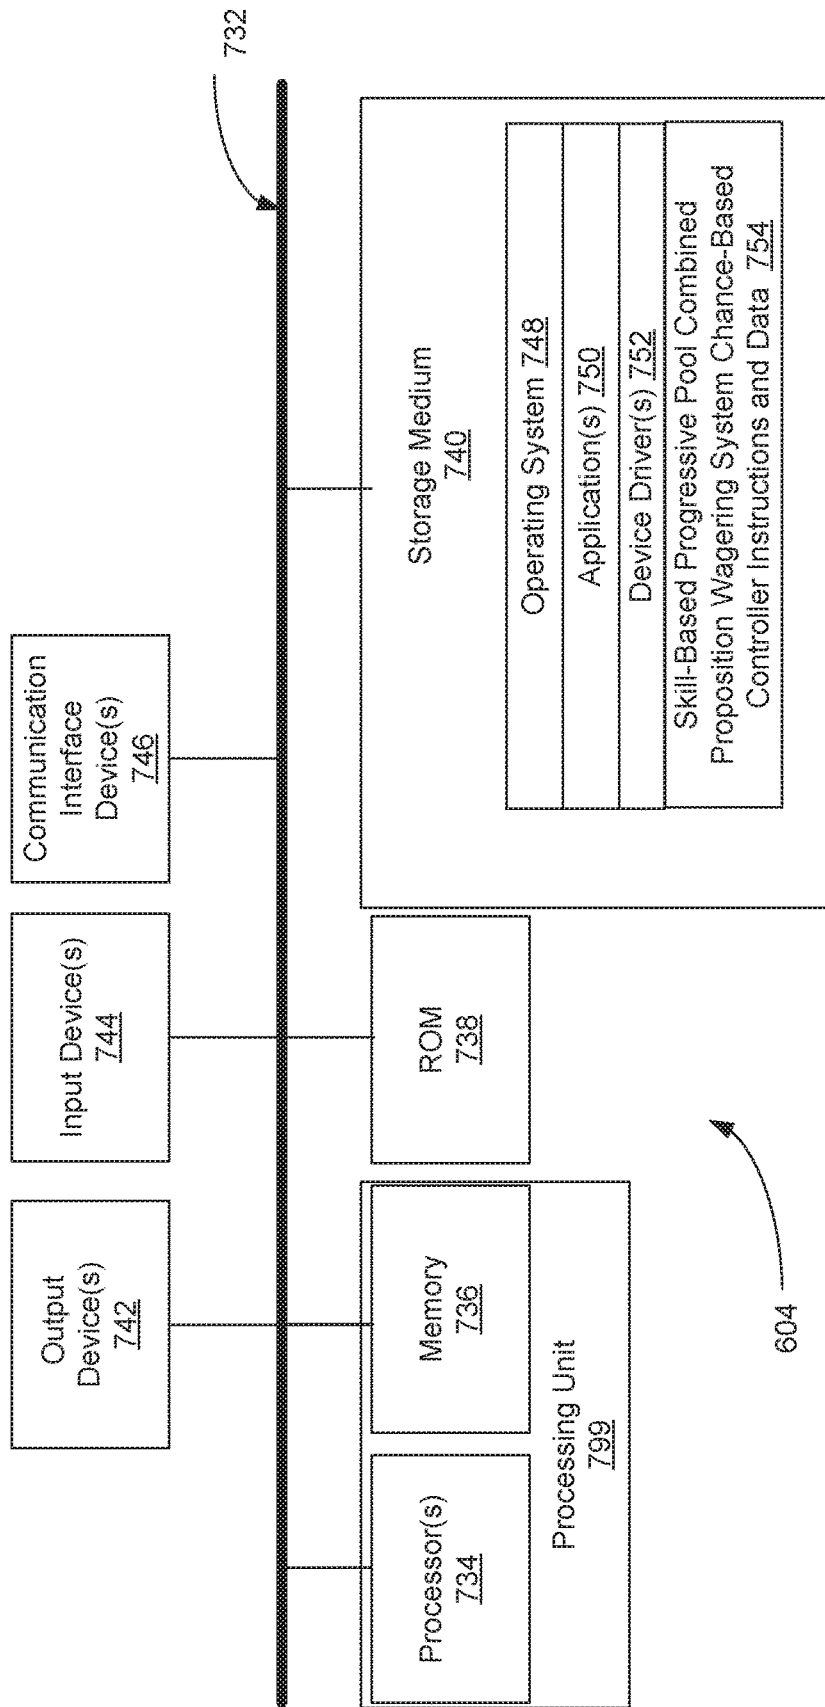 Output
Device(s)
742
Input Device(s)
744
Communication
Interface
Device(s)
746
732
Processor(s)
734
Memory
736
Processing Unit
799
ROM
738
Storage Medium
740
Operating System 748
Application(s) 750
Device Driver(s) 752
Skill-Based Progressive Pool Combined
Proposition Wagering System Chance-Based
Controller Instructions and Data 754
604